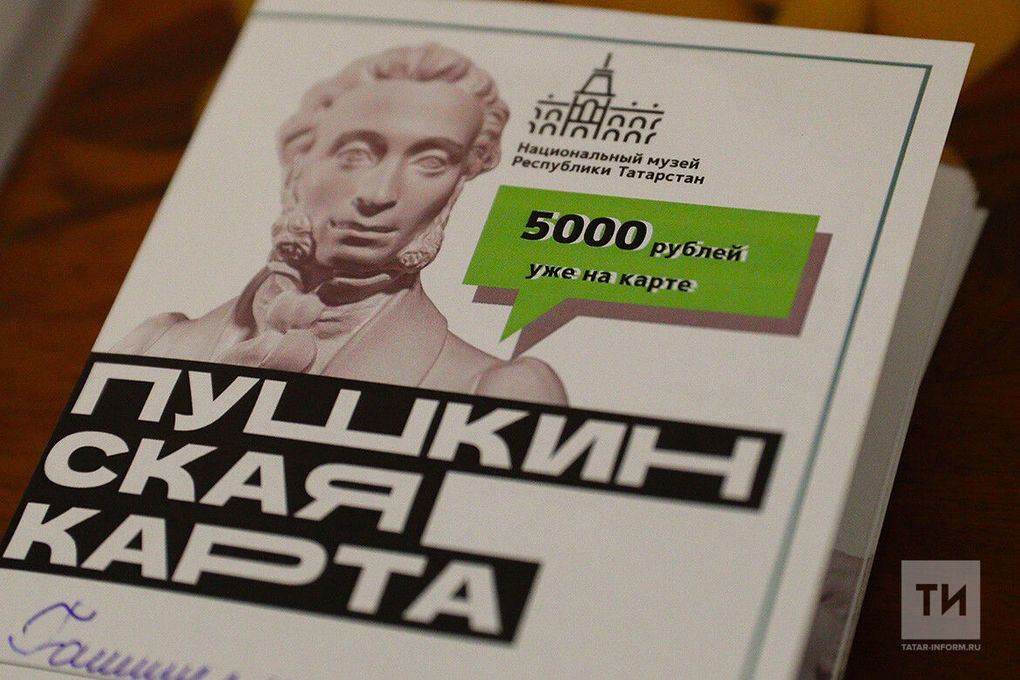 Национальный музей
Республики Татарстан
5000 рублей
уже на карте
ПУШКИН
СКАЯ
КАРТА
ТИ
TATAR-INFORM.RU